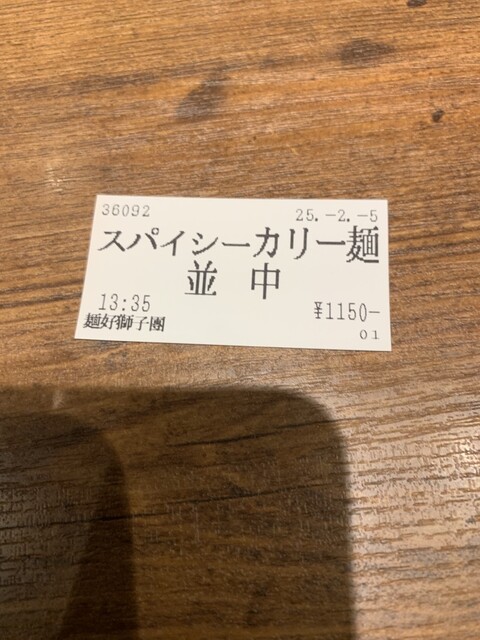 36092 25.-2.-5
スパイシーカリー麺
並 中
13:35 ¥1150-
麺好獅子團
01